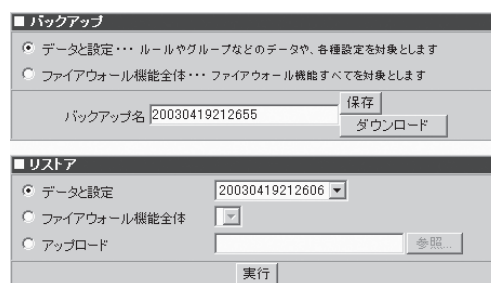 ■ バックアップ
データと設定・・・ ルールやグループなどのデータや、各種設定を対象とします
ファイアウォール機能全体・・・ ファイアウォール機能すべてを対象とします
バックアップ名 20030419212655 保存
ダウンロード
■ リストア
データと設定 20030419212606
ファイアウォール機能全体
アップロード 参照...
実行